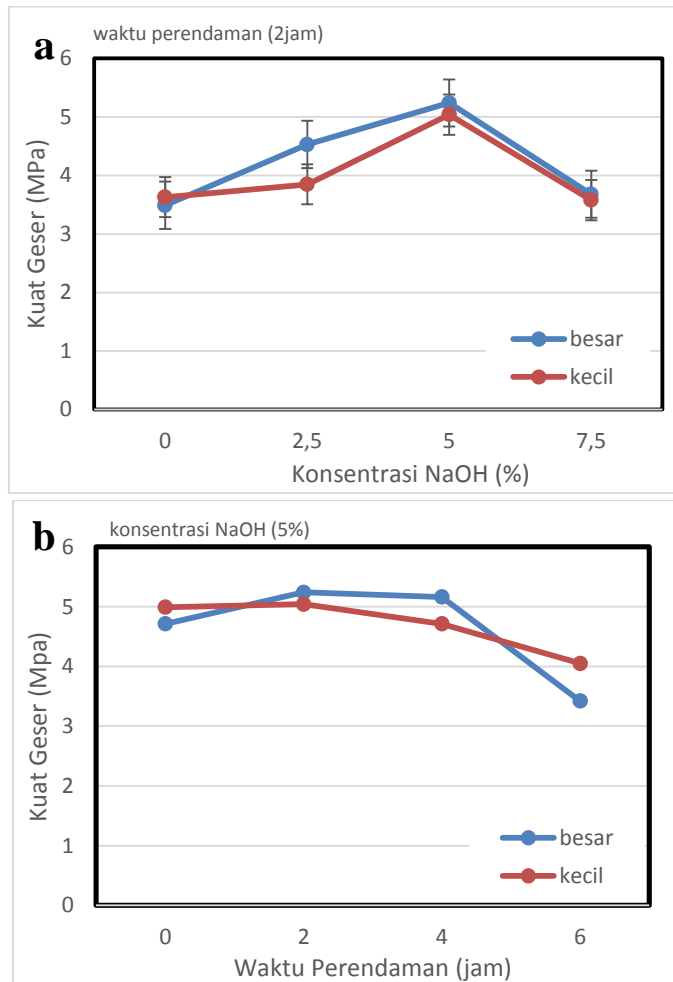 a
waktu perendaman (2jam)
6
5
4
3
2
1
0
Kuat Geser (MPa)
besar
kecil
0 2,5 5 7,5
Konsentrasi NaOH (%)
b
konsentrasi NaOH (5%)
6
5
4
3
2
1
0
Kuat Geser (Mpa)
besar
kecil
0 2 4 6
Waktu Perendaman (jam)